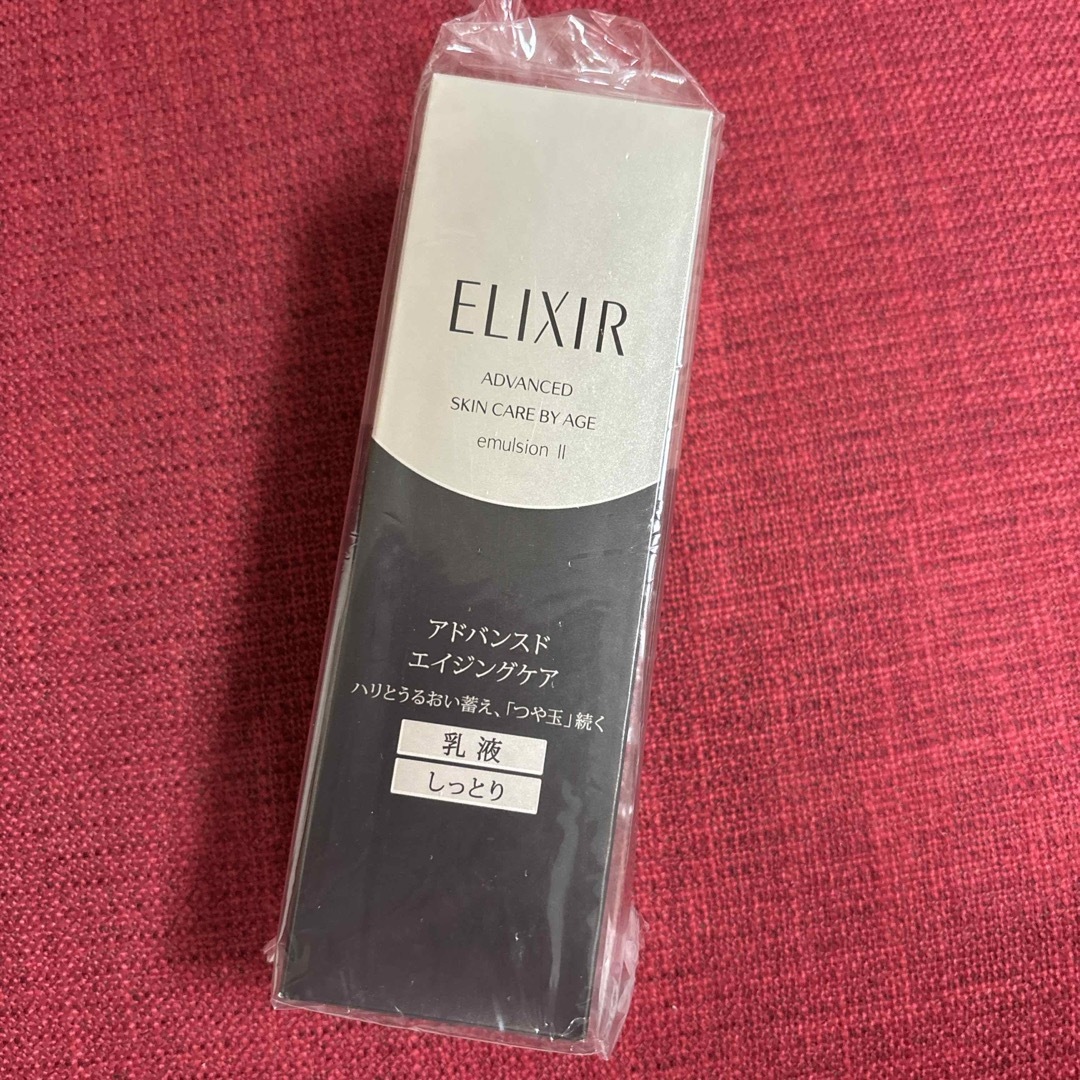 ELIXIR
ADVANCED
SKIN CARE BY AGE
emulsion II
アドバンスド
エイジングケア
ハリとうるおい蓄え、「つや玉」続く
乳液
しっとり